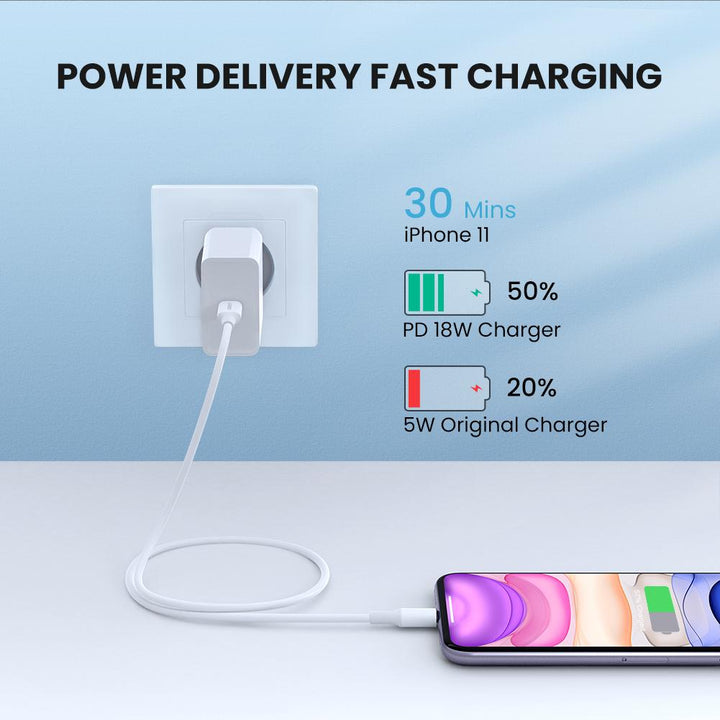 POWER DELIVERY FAST CHARGING
30 Mins
iPhone 11
50%
PD 18W Charger
20%
5W Original Charger